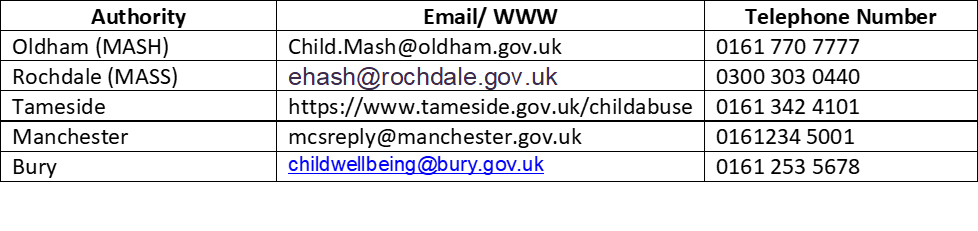 Authority Email/ WWW Telephone Number
Oldham (MASH) Child.Mash@oldham.gov.uk 0161 770 7777
Rochdale (MASS) ehash@rochdale.gov.uk 0300 303 0440
Tameside https://www.tameside.gov.uk/childabuse 0161 342 4101
Manchester mcsreply@manchester.gov.uk 0161234 5001
Bury childwellbeing@bury.gov.uk 0161 253 5678